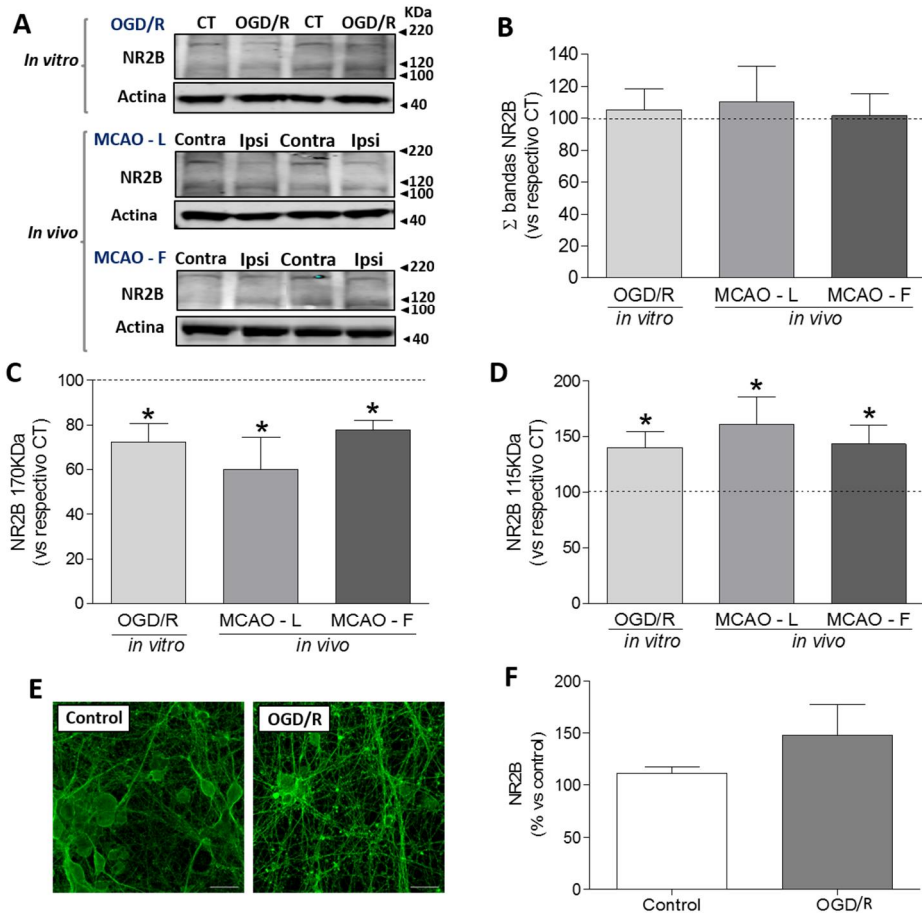 A
OGD/R CT OGD/R CT OGD/R KDa
In vitro
NR2B
◄220
◄120
◄100
Actina
◄40
In vivo
MCAO - L Contra Ipsi Contra Ipsi
NR2B
◄220
◄120
◄100
Actina
◄40
MCAO - F Contra Ipsi Contra Ipsi
NR2B
◄220
◄120
◄100
Actina
◄40
B
Σ bandas NR2B
(vs respectivo CT)
140
120
100
80
60
40
20
0
OGD/R MCAO - L MCAO - F
in vitro in vivo
C
NR2B 170KDa
(vs respectivo CT)
100
80
60
40
20
0
* * *
OGD/R MCAO - L MCAO - F
in vitro in vivo
D
NR2B 115KDa
(vs respectivo CT)
200
150
100
50
0
* * *
OGD/R MCAO - L MCAO - F
in vitro in vivo
E
Control OGD/R
F
NR2B
(% vs control)
200
150
100
50
0
Control OGD/R